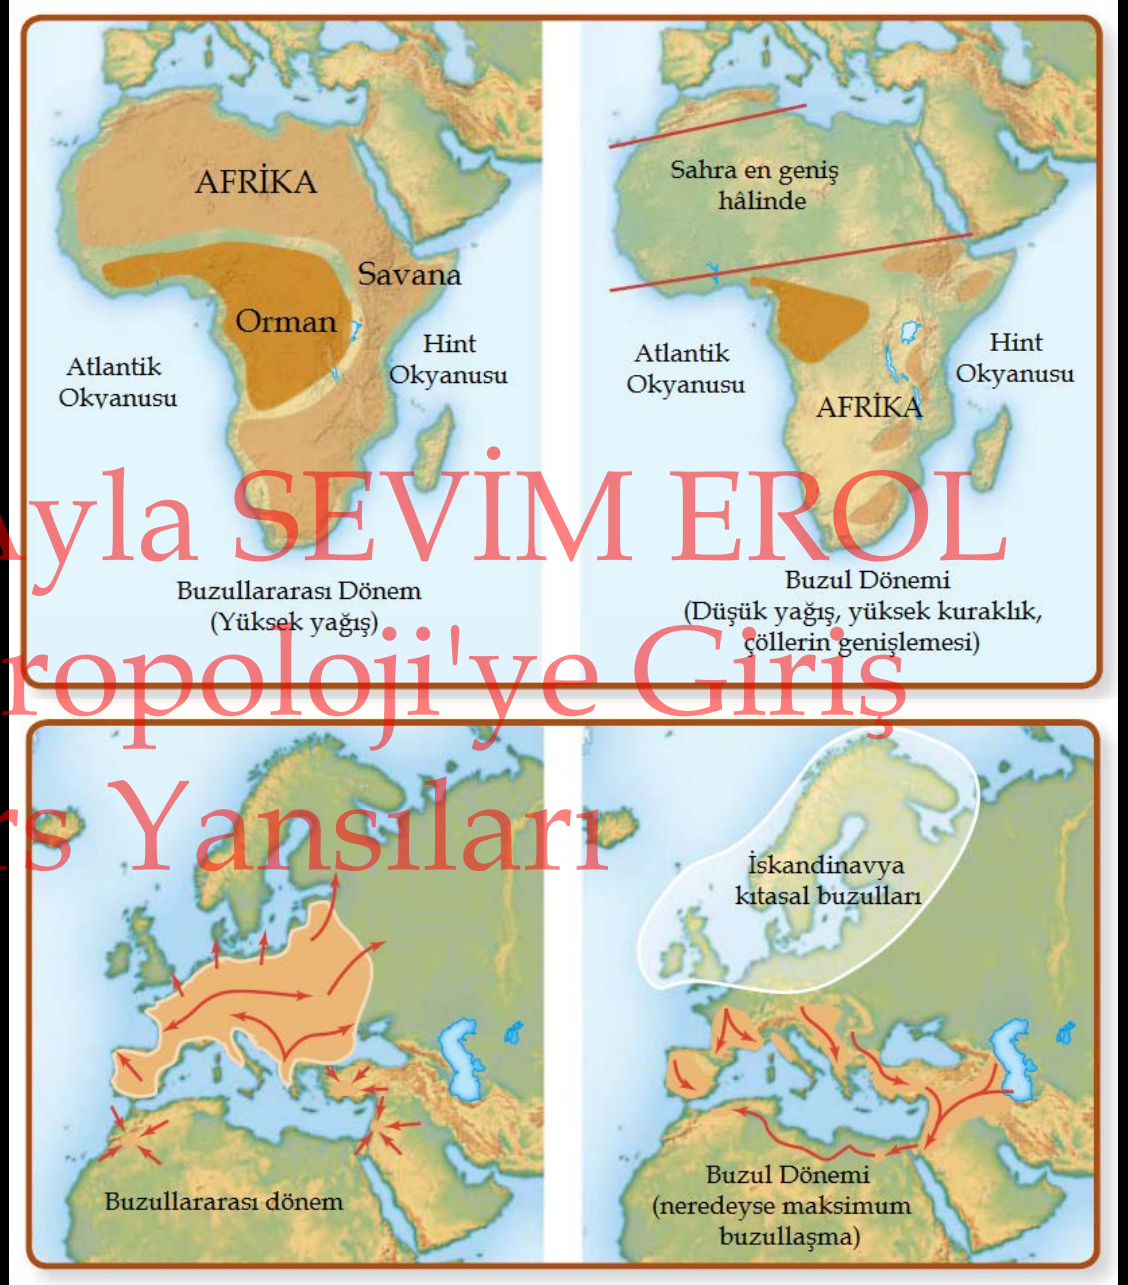 AFRİKA
Savana
Orman
Atlantik
Okyanusu
Hint
Okyanusu
Buzullararası Dönem
(Yüksek yağış)
Sahra en geniş
hâlinde
Atlantik
Okyanusu
Hint
Okyanusu
AFRİKA
Buzul Dönemi
(Düşük yağış, yüksek kuraklık,
çöllerin genişlemesi)
Ayla SEVİM EROL
ropoloji'ye Giriş
rs Yansıları
Buzullararası dönem
İskandinavya
kıtasal buzulları
Buzul Dönemi
(neredeyse maksimum
buzullaşma)